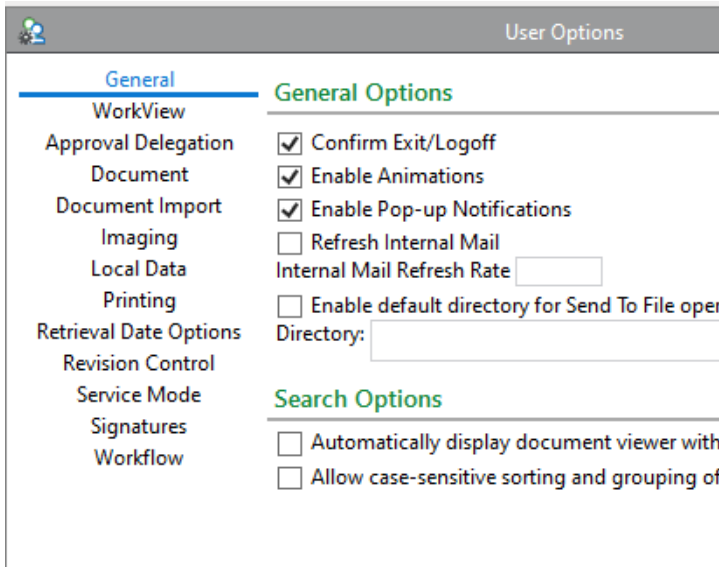 User Options
General
WorkView
Approval Delegation
Document
Document Import
Imaging
Local Data
Printing
Retrieval Date Options
Revision Control
Service Mode
Signatures
Workflow
General Options
Confirm Exit/Logoff
Enable Animations
Enable Pop-up Notifications
Refresh Internal Mail
Internal Mail Refresh Rate
Enable default directory for Send To File oper
Directory:
Search Options
Automatically display document viewer with
Allow case-sensitive sorting and grouping of